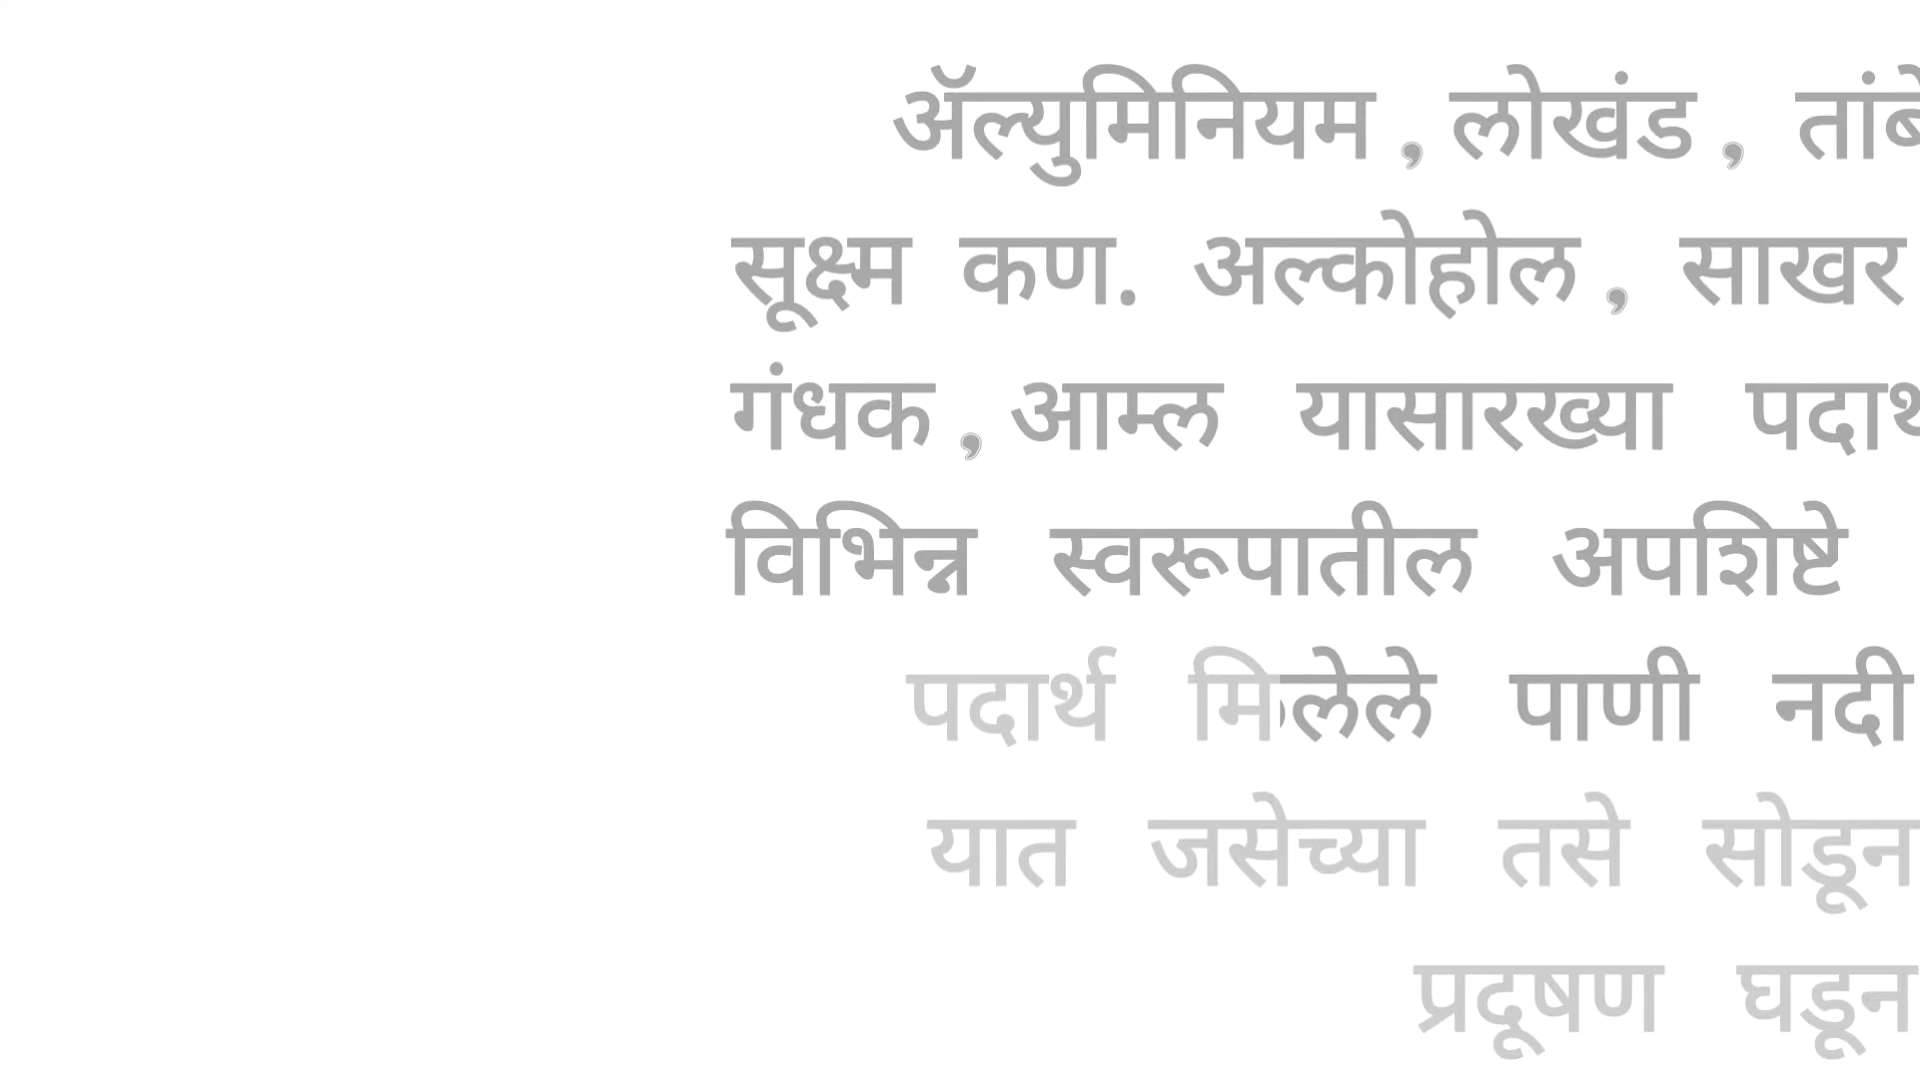 ॲल्युमिनियम , लोखंड , तांबे
सूक्ष्म कण. अल्कोहोल , साखर
गंधक , आम्ल यासारख्या
विभिन्न स्वरूपातील अपशिष्टे
पदार्थ पाणी नदी
यात जसेच्या तसे सोडून
प्रदूषण घडून